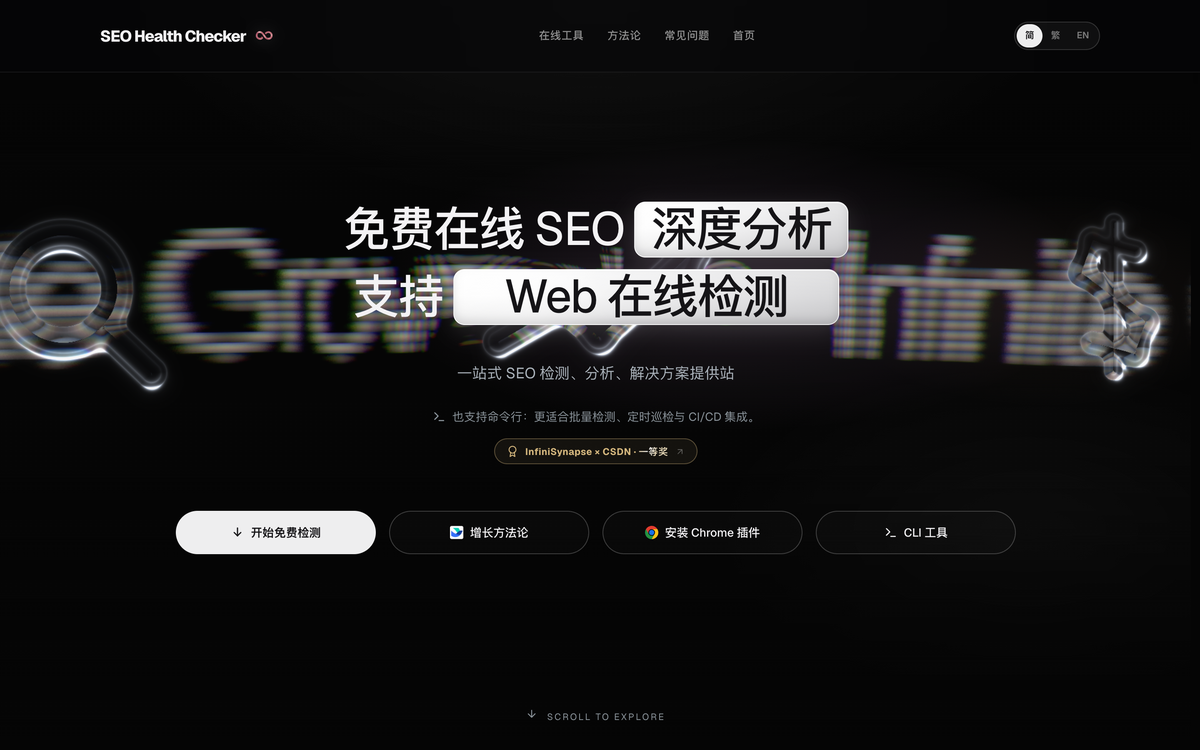 SEO Health Checker
在线工具 方法论 常见问题 首页
简 繁 EN
免费在线 SEO 深度分析
支持 Web 在线检测
一站式 SEO 检测、分析、解决方案提供站
>_ 也支持命令行：更适合批量检测、定时巡检与 CI/CD 集成。
InfiniSynapse × CSDN · 一等奖
开始免费检测
增长方法论
安装 Chrome 插件
>_ CLI 工具
SCROLL TO EXPLORE